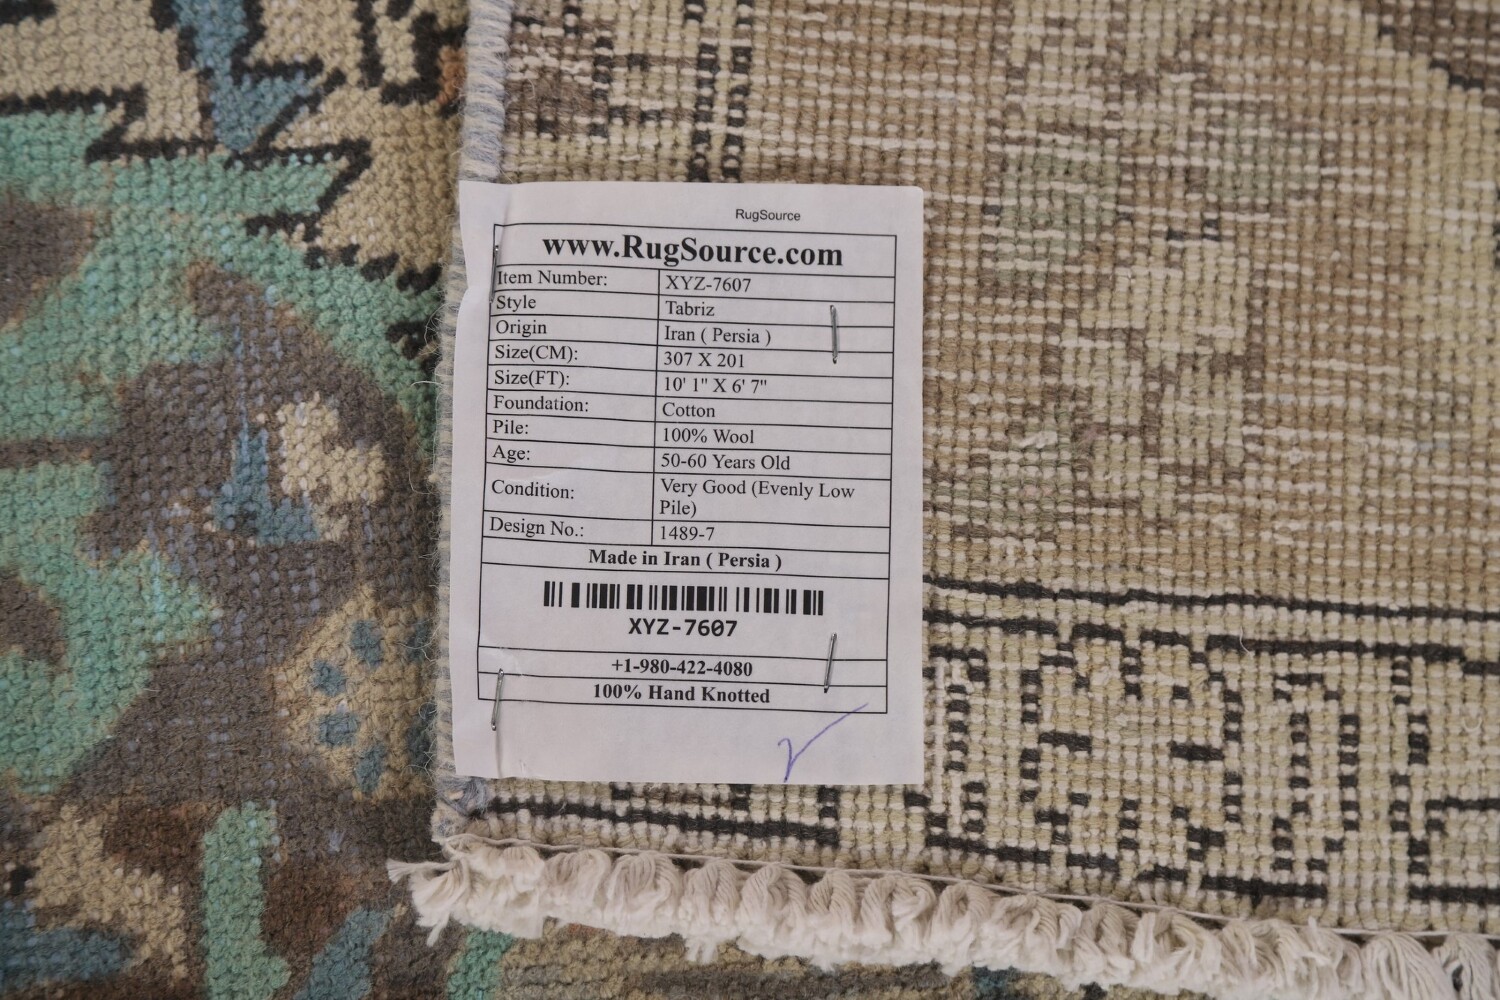 RugSource
www.RugSource.com
Item Number: XYZ-7607
Style Tabriz
Origin Iran ( Persia )
Size(CM): 307 X 201
Size(FT): 10' 1" X 6' 7"
Foundation: Cotton
Pile: 100% Wool
Age: 50-60 Years Old
Condition: Very Good (Evenly Low
Pile)
Design No.: 1489-7
Made in Iran ( Persia )
XYZ-7607
+1-980-422-4080
100% Hand Knotted